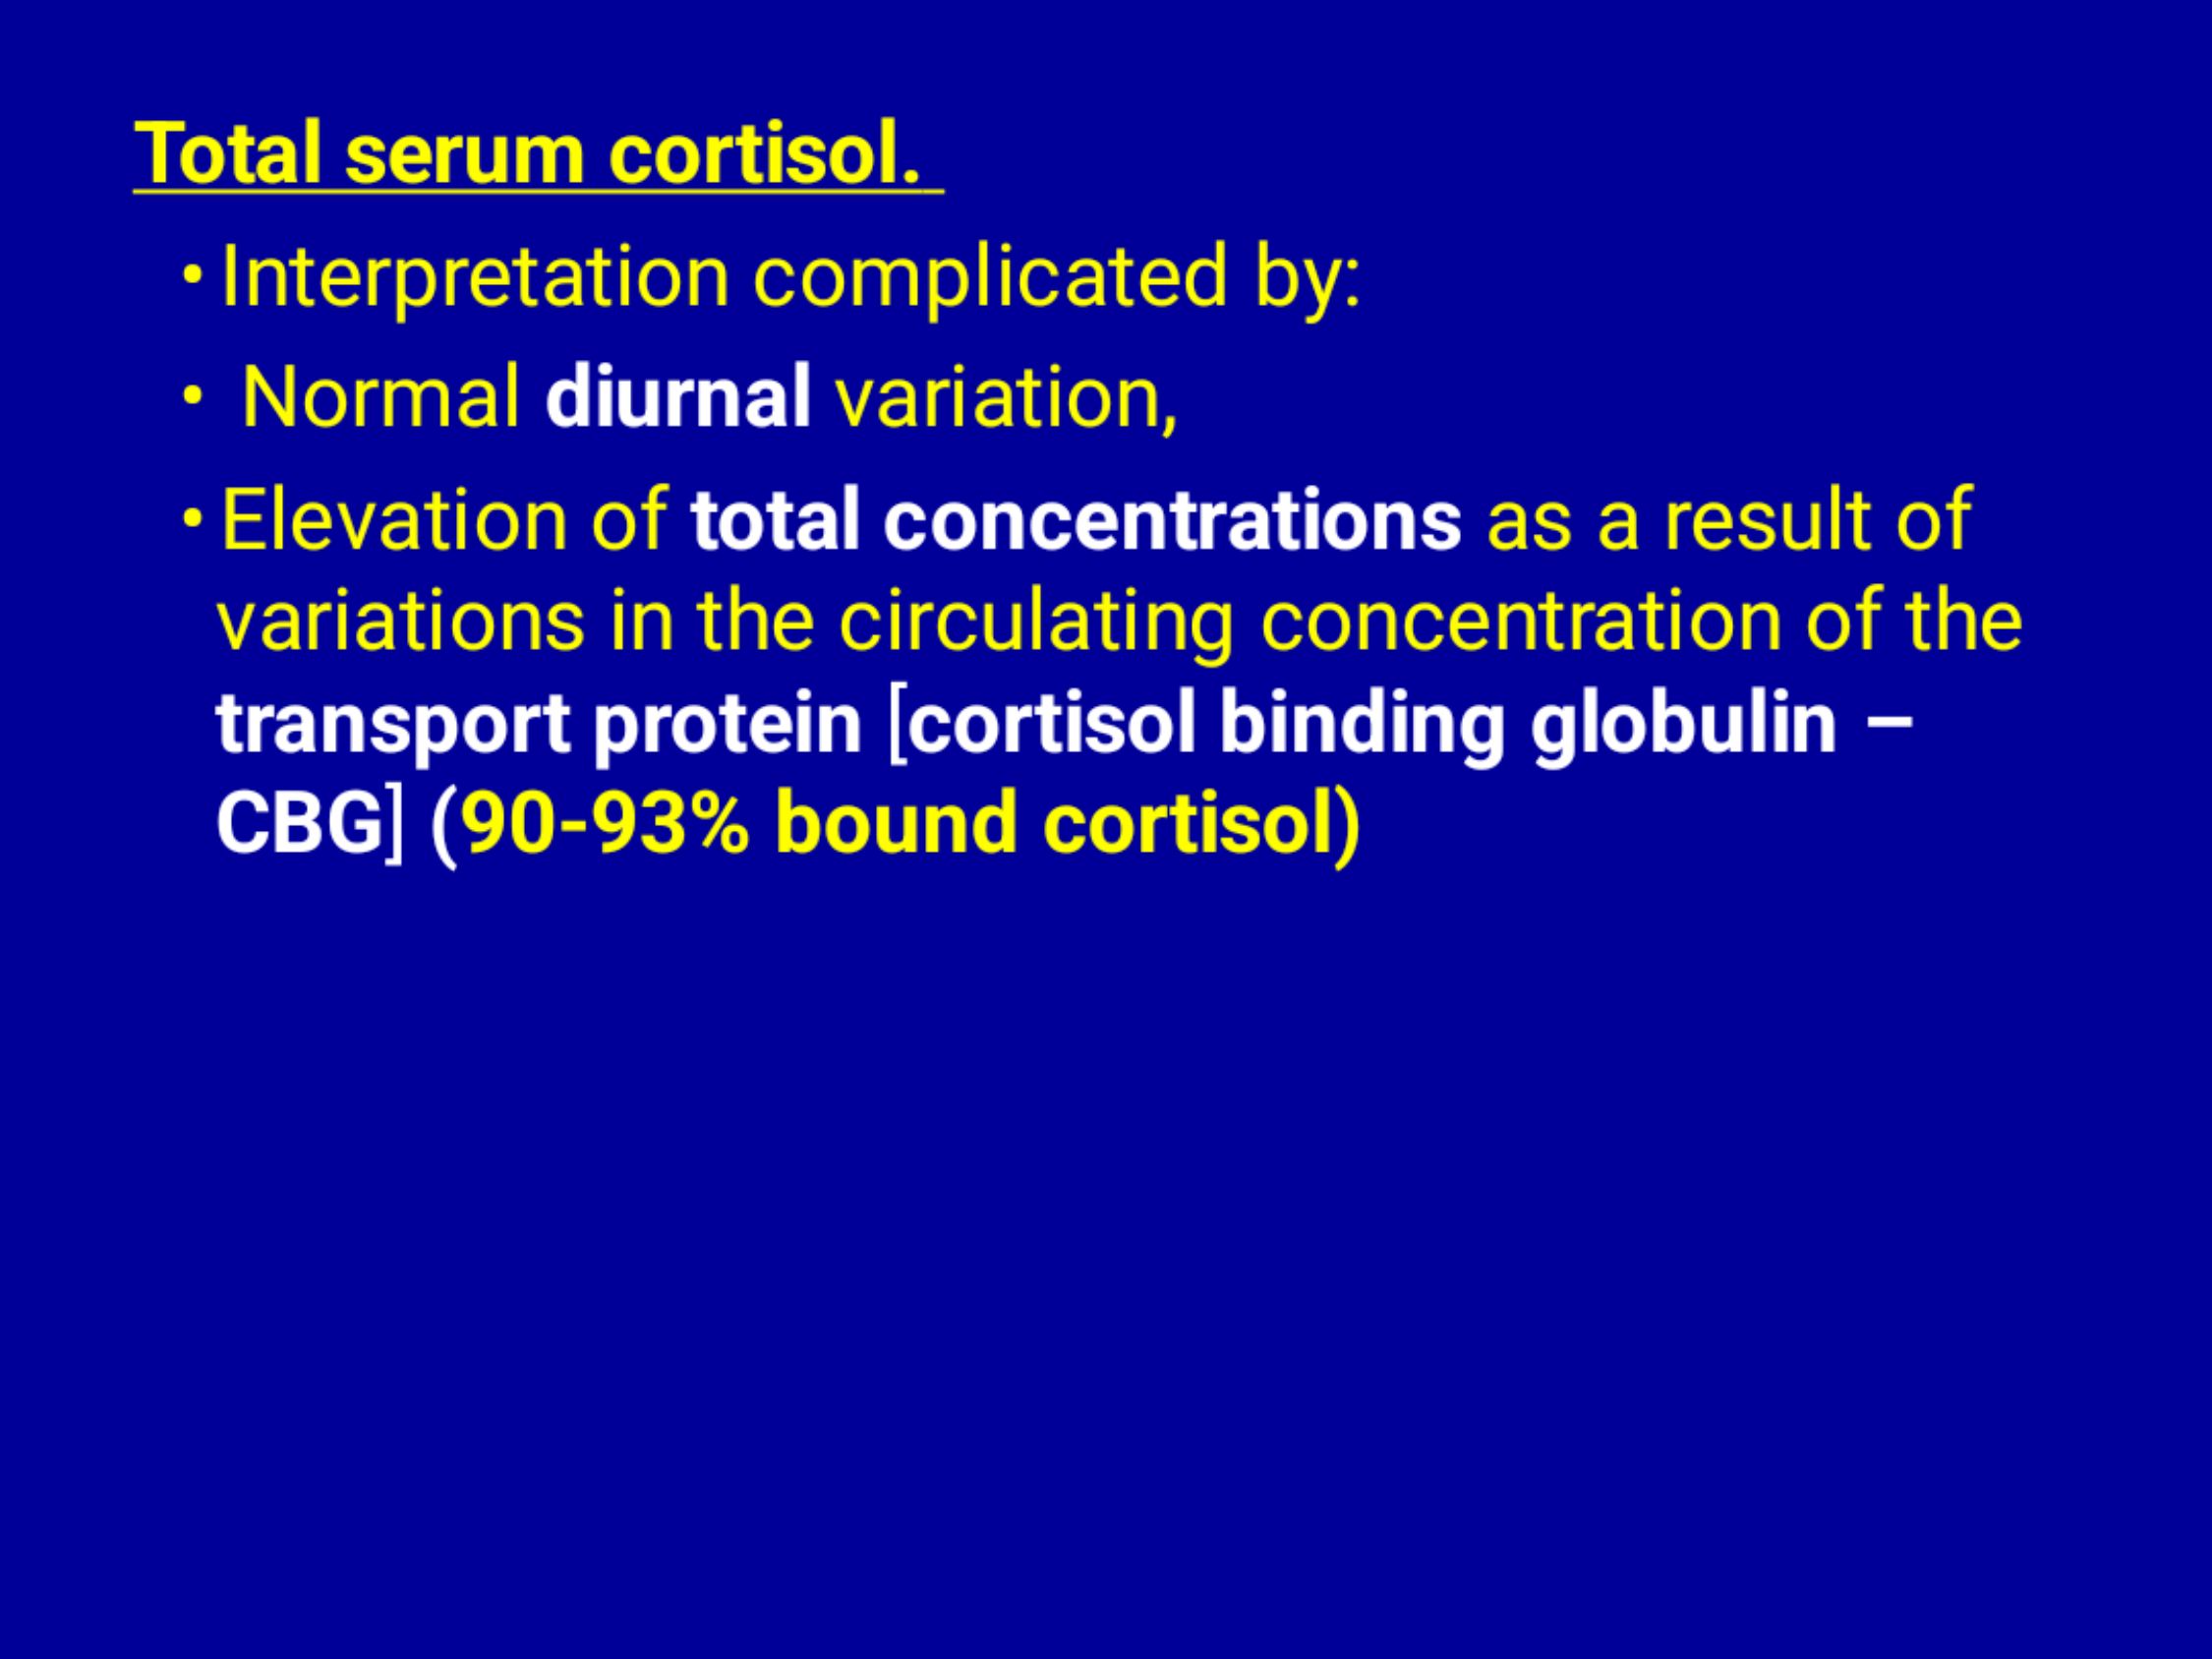 Total serum cortisol.
• Interpretation complicated by:
• Normal diurnal variation,
• Elevation of total concentrations as a result of
variations in the circulating concentration of the
transport protein [cortisol binding globulin –
CBG] (90-93% bound cortisol)